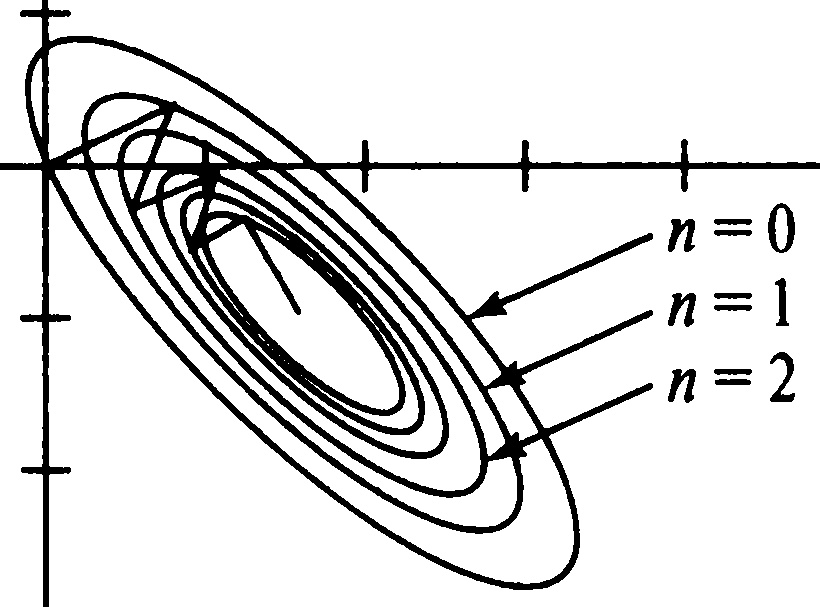 n = 0
n = 1
n = 2